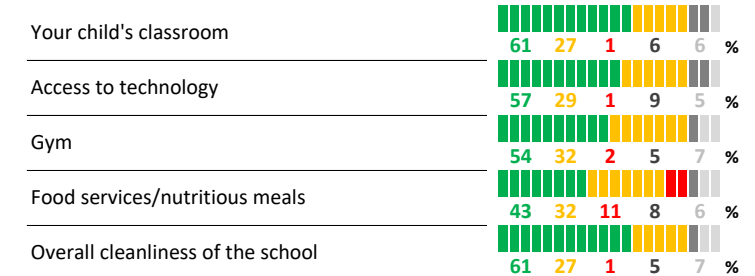 Your child's classroom
61 27 1 6 6 %
Access to technology
57 29 1 9 5 %
Gym
54 32 2 5 7 %
Food services/nutritious meals
43 32 11 8 6 %
Overall cleanliness of the school
61 27 1 5 7 %